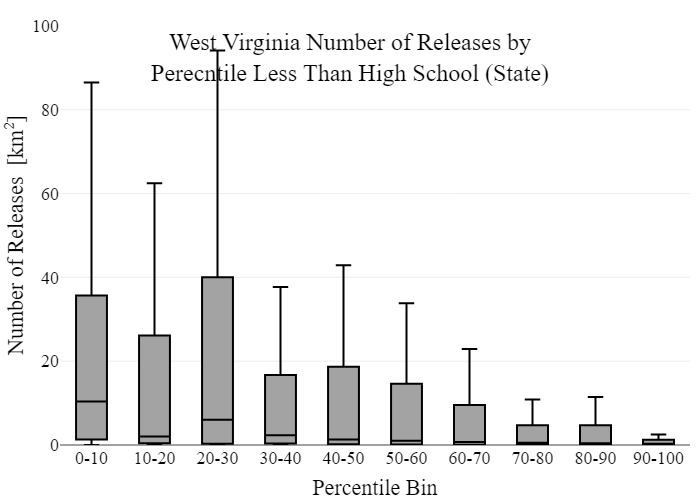 West Virginia Number of Releases by
Perecntile Less Than High School (State)
Number of Releases [km²]
100
80
60
40
20
0
0-10 10-20 20-30 30-40 40-50 50-60 60-70 70-80 80-90 90-100
Percentile Bin